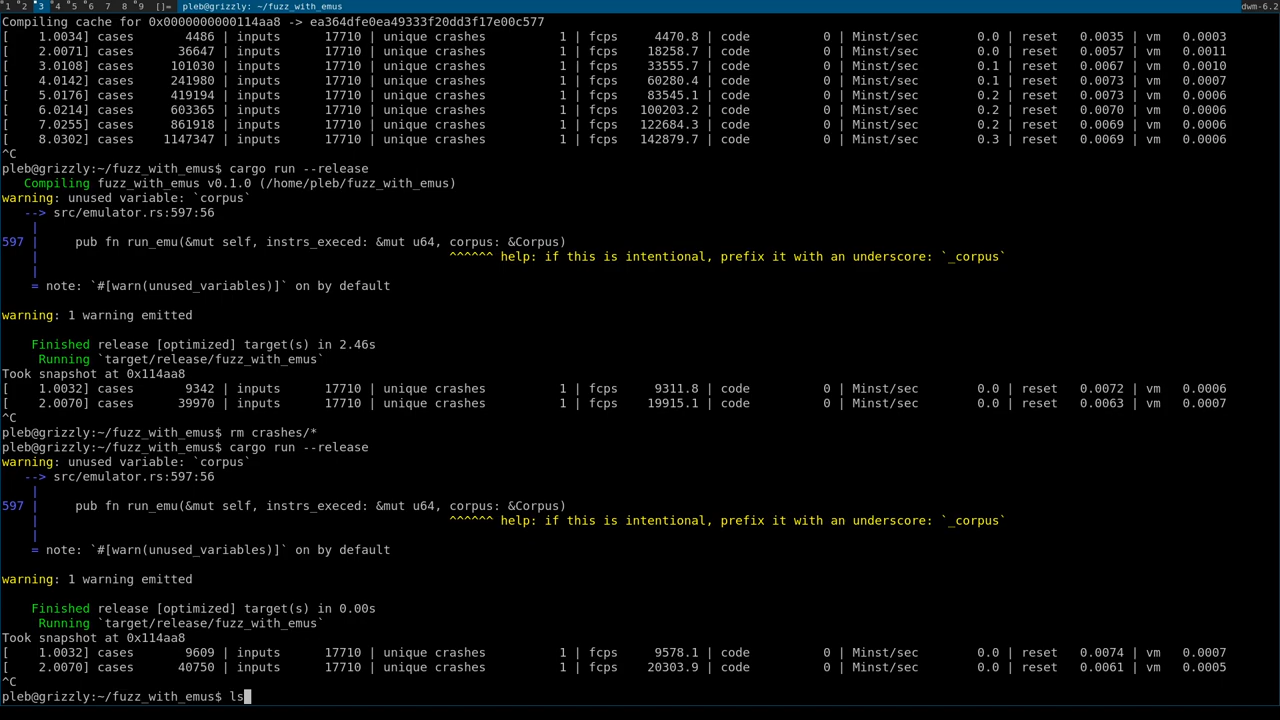 1 2 3 4 5 6 7 8 9 []= pleb@grizzly: ~/fuzz_with_emus dwm-6.2
Compiling cache for 0x0000000000114aa8 -> ea364dfe0ea49333f20dd3f17e00c577
[ 1.0034] cases 4486 | inputs 17710 | unique crashes 1 | fcps 4470.8 | code 0 | Minst/sec 0.0 | reset 0.0035 | vm 0.0003
[ 2.0071] cases 36647 | inputs 17710 | unique crashes 1 | fcps 18258.7 | code 0 | Minst/sec 0.0 | reset 0.0057 | vm 0.0011
[ 3.0108] cases 101030 | inputs 17710 | unique crashes 1 | fcps 33555.7 | code 0 | Minst/sec 0.1 | reset 0.0067 | vm 0.0010
[ 4.0142] cases 241980 | inputs 17710 | unique crashes 1 | fcps 60280.4 | code 0 | Minst/sec 0.1 | reset 0.0073 | vm 0.0007
[ 5.0176] cases 419194 | inputs 17710 | unique crashes 1 | fcps 83545.1 | code 0 | Minst/sec 0.2 | reset 0.0073 | vm 0.0006
[ 6.0214] cases 603365 | inputs 17710 | unique crashes 1 | fcps 100203.2 | code 0 | Minst/sec 0.2 | reset 0.0070 | vm 0.0006
[ 7.0255] cases 861918 | inputs 17710 | unique crashes 1 | fcps 122684.3 | code 0 | Minst/sec 0.2 | reset 0.0069 | vm 0.0006
[ 8.0302] cases 1147347 | inputs 17710 | unique crashes 1 | fcps 142879.7 | code 0 | Minst/sec 0.3 | reset 0.0069 | vm 0.0006
^C
pleb@grizzly:~/fuzz_with_emus$ cargo run --release
Compiling fuzz_with_emus v0.1.0 (/home/pleb/fuzz_with_emus)
warning: unused variable: `corpus`
--> src/emulator.rs:597:56
|
597 | pub fn run_emu(&mut self, instrs_execed: &mut u64, corpus: &Corpus)
| ^^^^^^ help: if this is intentional, prefix it with an underscore: `_corpus`
|
= note: `#[warn(unused_variables)]` on by default
warning: 1 warning emitted
Finished release [optimized] target(s) in 2.46s
Running `target/release/fuzz_with_emus`
Took snapshot at 0x114aa8
[ 1.0032] cases 9342 | inputs 17710 | unique crashes 1 | fcps 9311.8 | code 0 | Minst/sec 0.0 | reset 0.0072 | vm 0.0006
[ 2.0070] cases 39970 | inputs 17710 | unique crashes 1 | fcps 19915.1 | code 0 | Minst/sec 0.0 | reset 0.0063 | vm 0.0007
^C
pleb@grizzly:~/fuzz_with_emus$ rm crashes/*
pleb@grizzly:~/fuzz_with_emus$ cargo run --release
warning: unused variable: `corpus`
--> src/emulator.rs:597:56
|
597 | pub fn run_emu(&mut self, instrs_execed: &mut u64, corpus: &Corpus)
| ^^^^^^ help: if this is intentional, prefix it with an underscore: `_corpus`
|
= note: `#[warn(unused_variables)]` on by default
warning: 1 warning emitted
Finished release [optimized] target(s) in 0.00s
Running `target/release/fuzz_with_emus`
Took snapshot at 0x114aa8
[ 1.0032] cases 9609 | inputs 17710 | unique crashes 1 | fcps 9578.1 | code 0 | Minst/sec 0.0 | reset 0.0074 | vm 0.0007
[ 2.0070] cases 40750 | inputs 17710 | unique crashes 1 | fcps 20303.9 | code 0 | Minst/sec 0.0 | reset 0.0061 | vm 0.0005
^C
pleb@grizzly:~/fuzz_with_emus$ ls